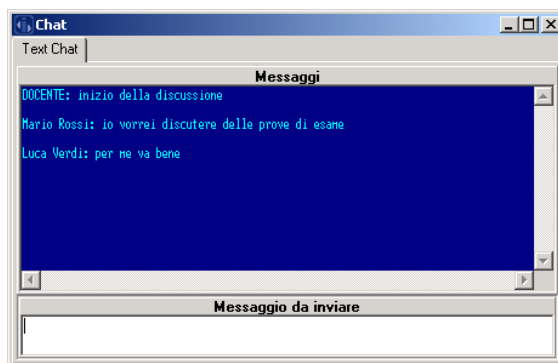 Chat
Text Chat
Messaggi
DOCENTE: inizio della discussione
Mario Rossi: io vorrei discutere delle prove di esame
Luca Verdi: per me va bene
Messaggio da inviare